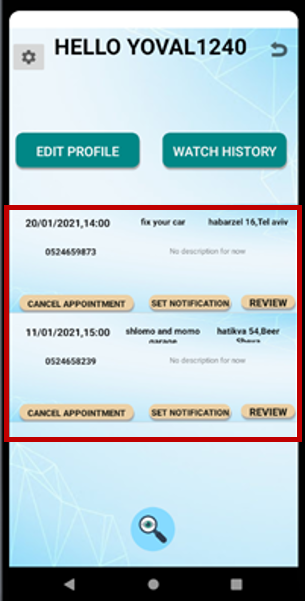 HELLO YOVAL1240
EDIT PROFILE
WATCH HISTORY
20/01/2021,14:00 fix your car habarzel 16,Tel aviv
0524659873 No description for now
CANCEL APPOINTMENT SET NOTIFICATION REVIEW
11/01/2021,15:00 shlomo and momo hatikva 54,Beer
garage Sheva
0524658239 No description for now
CANCEL APPOINTMENT SET NOTIFICATION REVIEW